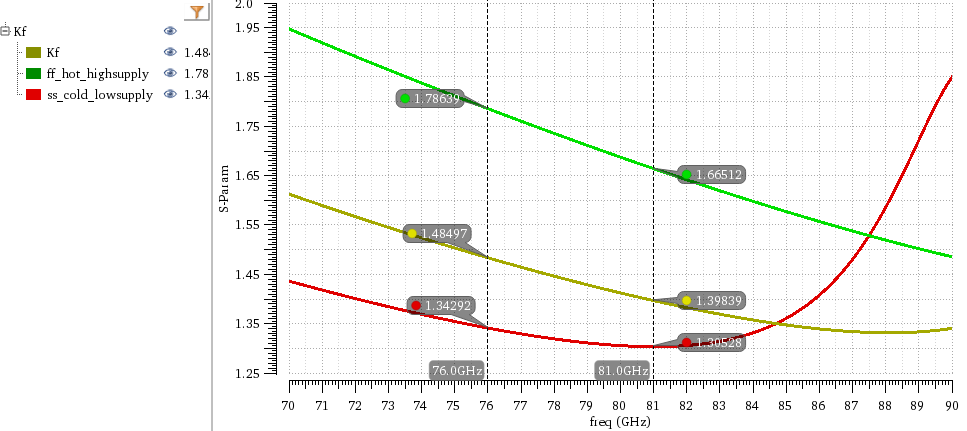 Kf
Kf 1.48
ff_hot_highsupply 1.78
ss_cold_lowsupply 1.34
S-Param
2.0
1.95
1.85
1.75
1.65
1.55
1.45
1.35
1.25
1.78639
1.66512
1.48497
1.39839
1.34292
1.30528
76.0GHz 81.0GHz
70 71 72 73 74 75 76 77 78 79 80 81 82 83 84 85 86 87 88 89 90
freq (GHz)